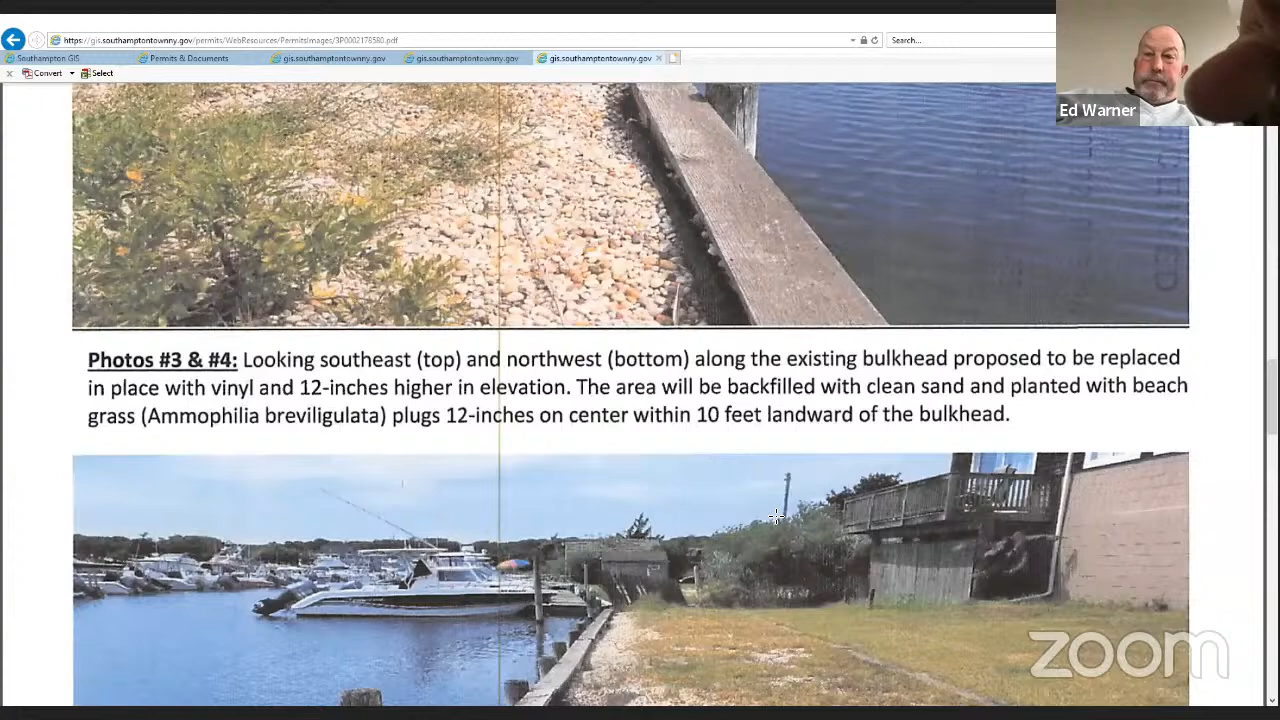 https://gis.southamptontownny.gov/permits/WebResources/PermitsImages/3P0002178580.pdf
Search...
Southampton GIS
Permits & Documents
gis.southamptontownny.gov
gis.southamptontownny.gov
gis.southamptontownny.gov
Convert
Select
Ed Warner
Photos #3 & #4: Looking southeast (top) and northwest (bottom) along the existing bulkhead proposed to be replaced
in place with vinyl and 12-inches higher in elevation. The area will be backfilled with clean sand and planted with beach
grass (Ammophilia breviligulata) plugs 12-inches on center within 10 feet landward of the bulkhead.
zoom